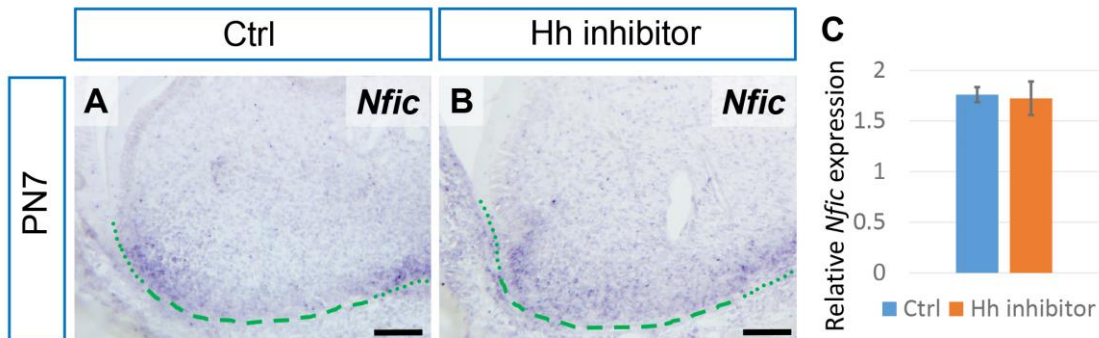 Ctrl
Hh inhibitor
C
PN7
A
Nfic
B
Nfic
Relative Nfic expression
2
1.5
1
0.5
0
Ctrl
Hh inhibitor